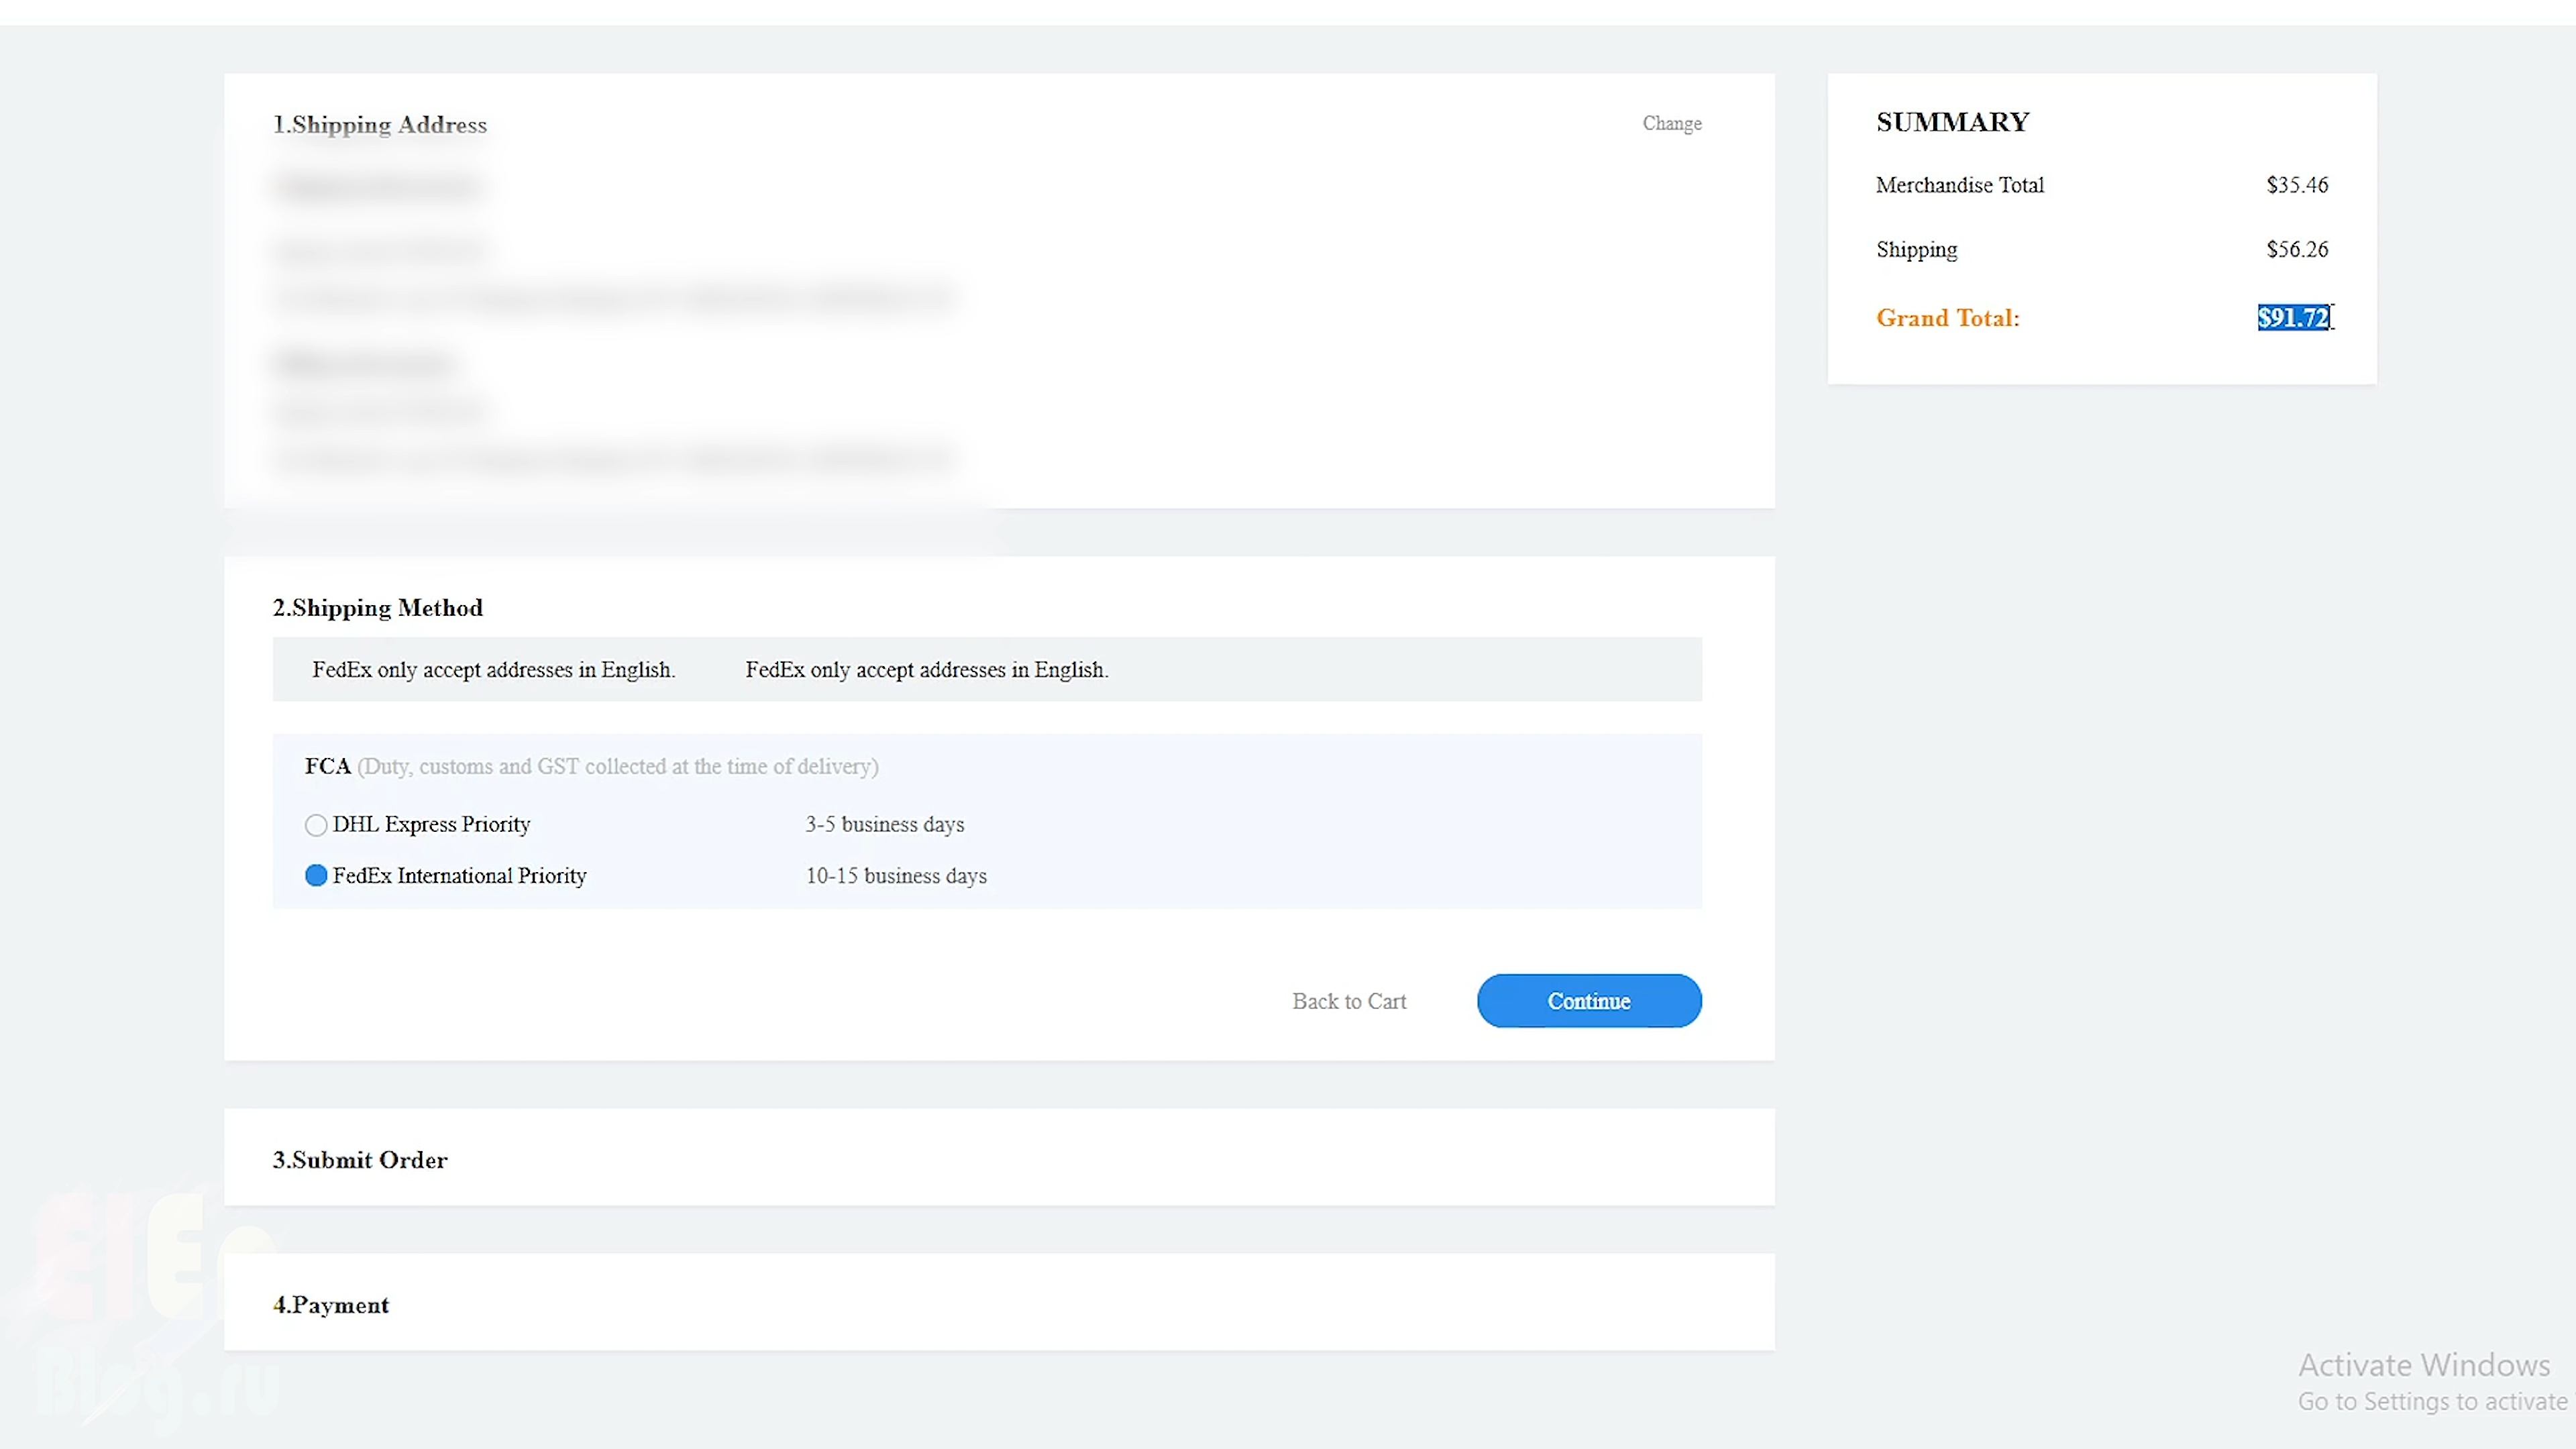 1.Shipping Address
Change
SUMMARY
Merchandise Total $35.46
Shipping $56.26
Grand Total: $91.72
2.Shipping Method
FedEx only accept addresses in English. FedEx only accept addresses in English.
FCA (Duty, customs and GST collected at the time of delivery)
DHL Express Priority 3-5 business days
FedEx International Priority 10-15 business days
Back to Cart Continue
3.Submit Order
4.Payment
Blog.ru
Activate Windows
Go to Settings to activate